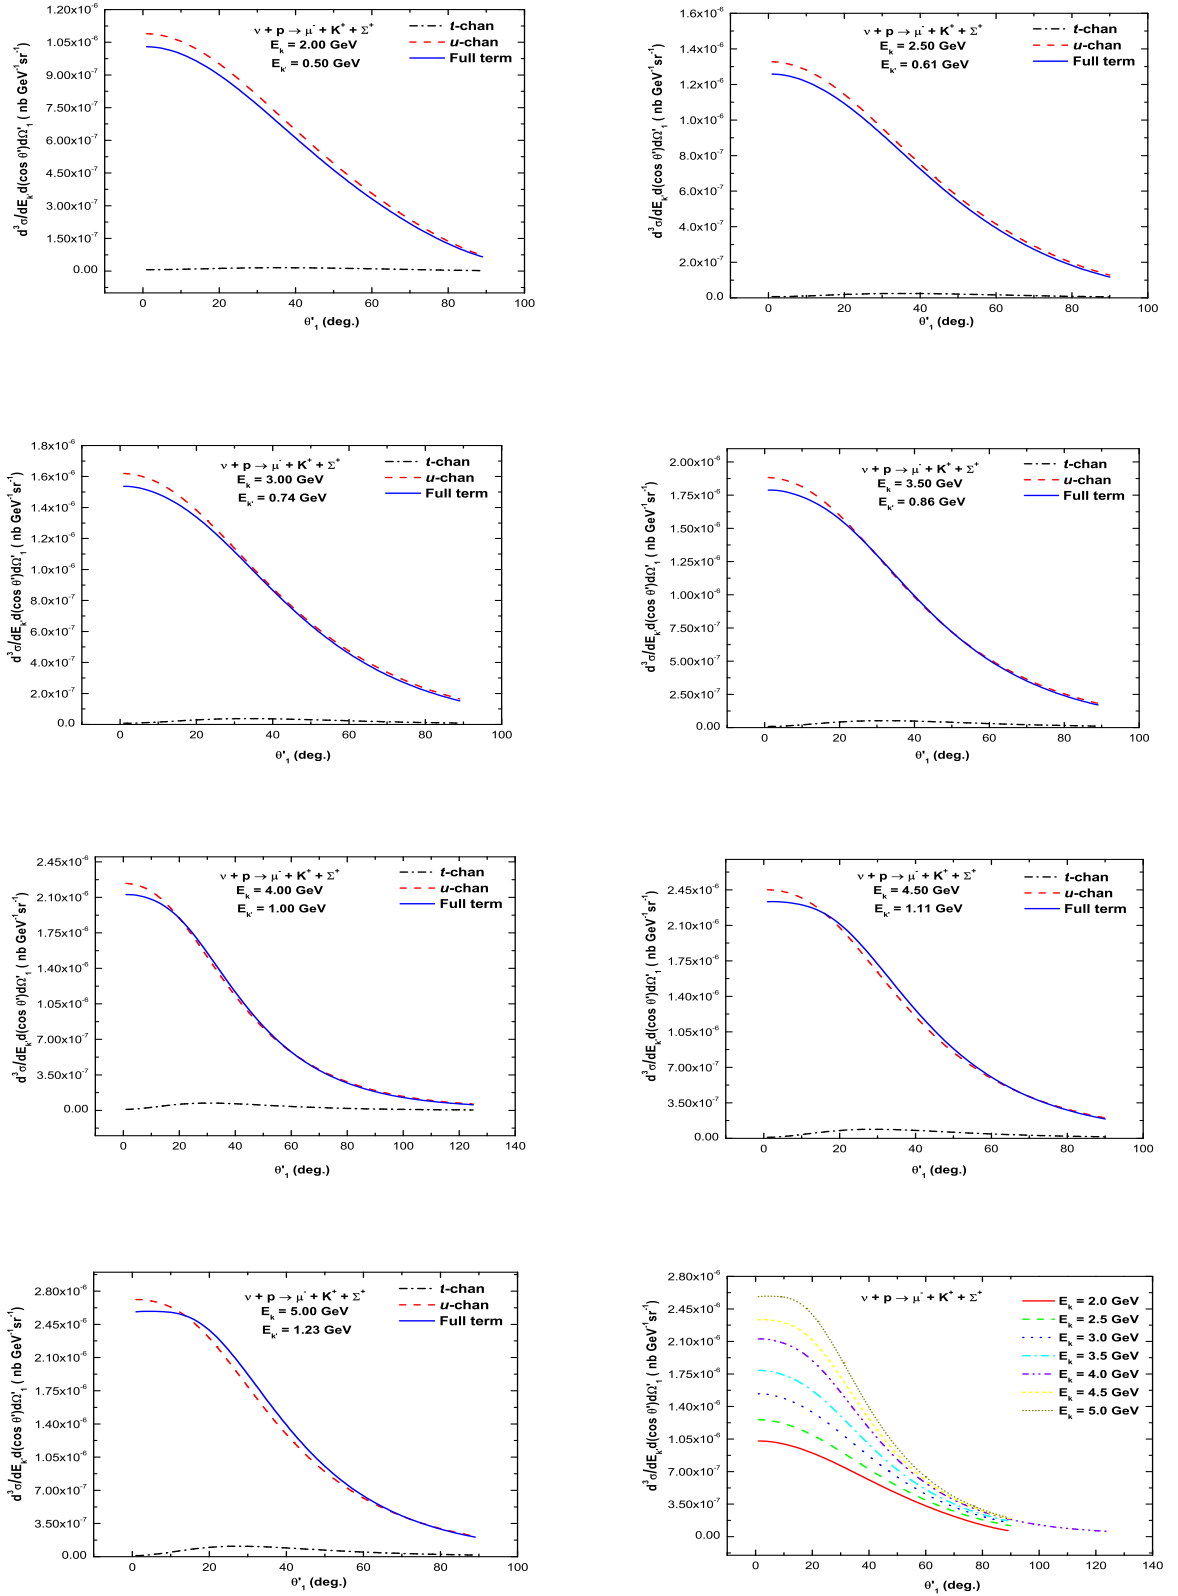 ν + p → μ⁻ + K⁺ + Σ⁺
E_k = 2.00 GeV
E_k' = 0.50 GeV
t-chan
u-chan
Full term
1.20x10⁻⁶
1.05x10⁻⁶
9.00x10⁻⁷
7.50x10⁻⁷
6.00x10⁻⁷
4.50x10⁻⁷
3.00x10⁻⁷
1.50x10⁻⁷
0.00
d³σ/dE_k' d(cos θ')dΩ'₁ ( nb GeV⁻¹sr⁻¹)
0 20 40 60 80 100
θ'₁ (deg.)
ν + p → μ⁻ + K⁺ + Σ⁺
E_k = 2.50 GeV
E_k' = 0.61 GeV
t-chan
u-chan
Full term
1.6x10⁻⁶
1.4x10⁻⁶
1.2x10⁻⁶
1.0x10⁻⁶
8.0x10⁻⁷
6.0x10⁻⁷
4.0x10⁻⁷
2.0x10⁻⁷
0.0
d³σ/dE_k' d(cos θ')dΩ'₁ ( nb GeV⁻¹sr⁻¹)
0 20 40 60 80 100
θ'₁ (deg.)
ν + p → μ⁻ + K⁺ + Σ⁺
E_k = 3.00 GeV
E_k' = 0.74 GeV
t-chan
u-chan
Full term
1.8x10⁻⁶
1.6x10⁻⁶
1.4x10⁻⁶
1.2x10⁻⁶
1.0x10⁻⁶
8.0x10⁻⁷
6.0x10⁻⁷
4.0x10⁻⁷
2.0x10⁻⁷
0.0
d³σ/dE_k' d(cos θ')dΩ'₁ ( nb GeV⁻¹sr⁻¹)
0 20 40 60 80 100
θ'₁ (deg.)
ν + p → μ⁻ + K⁺ + Σ⁺
E_k = 3.50 GeV
E_k' = 0.86 GeV
t-chan
u-chan
Full term
2.00x10⁻⁶
1.75x10⁻⁶
1.50x10⁻⁶
1.25x10⁻⁶
1.00x10⁻⁶
7.50x10⁻⁷
5.00x10⁻⁷
2.50x10⁻⁷
0.00
d³σ/dE_k' d(cos θ')dΩ'₁ ( nb GeV⁻¹sr⁻¹)
0 20 40 60 80 100
θ'₁ (deg.)
ν + p → μ⁻ + K⁺ + Σ⁺
E_k = 4.00 GeV
E_k' = 1.00 GeV
t-chan
u-chan
Full term
2.45x10⁻⁶
2.10x10⁻⁶
1.75x10⁻⁶
1.40x10⁻⁶
1.05x10⁻⁶
7.00x10⁻⁷
3.50x10⁻⁷
0.00
d³σ/dE_k' d(cos θ')dΩ'₁ ( nb GeV⁻¹sr⁻¹)
0 20 40 60 80 100 120 140
θ'₁ (deg.)
ν + p → μ⁻ + K⁺ + Σ⁺
E_k = 4.50 GeV
E_k' = 1.11 GeV
t-chan
u-chan
Full term
2.45x10⁻⁶
2.10x10⁻⁶
1.75x10⁻⁶
1.40x10⁻⁶
1.05x10⁻⁶
7.00x10⁻⁷
3.50x10⁻⁷
0.00
d³σ/dE_k' d(cos θ')dΩ'₁ ( nb GeV⁻¹sr⁻¹)
0 20 40 60 80 100
θ'₁ (deg.)
ν + p → μ⁻ + K⁺ + Σ⁺
E_k = 5.00 GeV
E_k' = 1.23 GeV
t-chan
u-chan
Full term
2.80x10⁻⁶
2.45x10⁻⁶
2.10x10⁻⁶
1.75x10⁻⁶
1.40x10⁻⁶
1.05x10⁻⁶
7.00x10⁻⁷
3.50x10⁻⁷
0.00
d³σ/dE_k' d(cos θ')dΩ'₁ ( nb GeV⁻¹sr⁻¹)
0 20 40 60 80 100
θ'₁ (deg.)
ν + p → μ⁻ + K⁺ + Σ⁺
E_k = 2.0 GeV
E_k = 2.5 GeV
E_k = 3.0 GeV
E_k = 3.5 GeV
E_k = 4.0 GeV
E_k = 4.5 GeV
E_k = 5.0 GeV
2.80x10⁻⁶
2.45x10⁻⁶
2.10x10⁻⁶
1.75x10⁻⁶
1.40x10⁻⁶
1.05x10⁻⁶
7.00x10⁻⁷
3.50x10⁻⁷
0.00
d³σ/dE_k' d(cos θ')dΩ'₁ ( nb GeV⁻¹sr⁻¹)
0 20 40 60 80 100 120 140
θ'₁ (deg.)